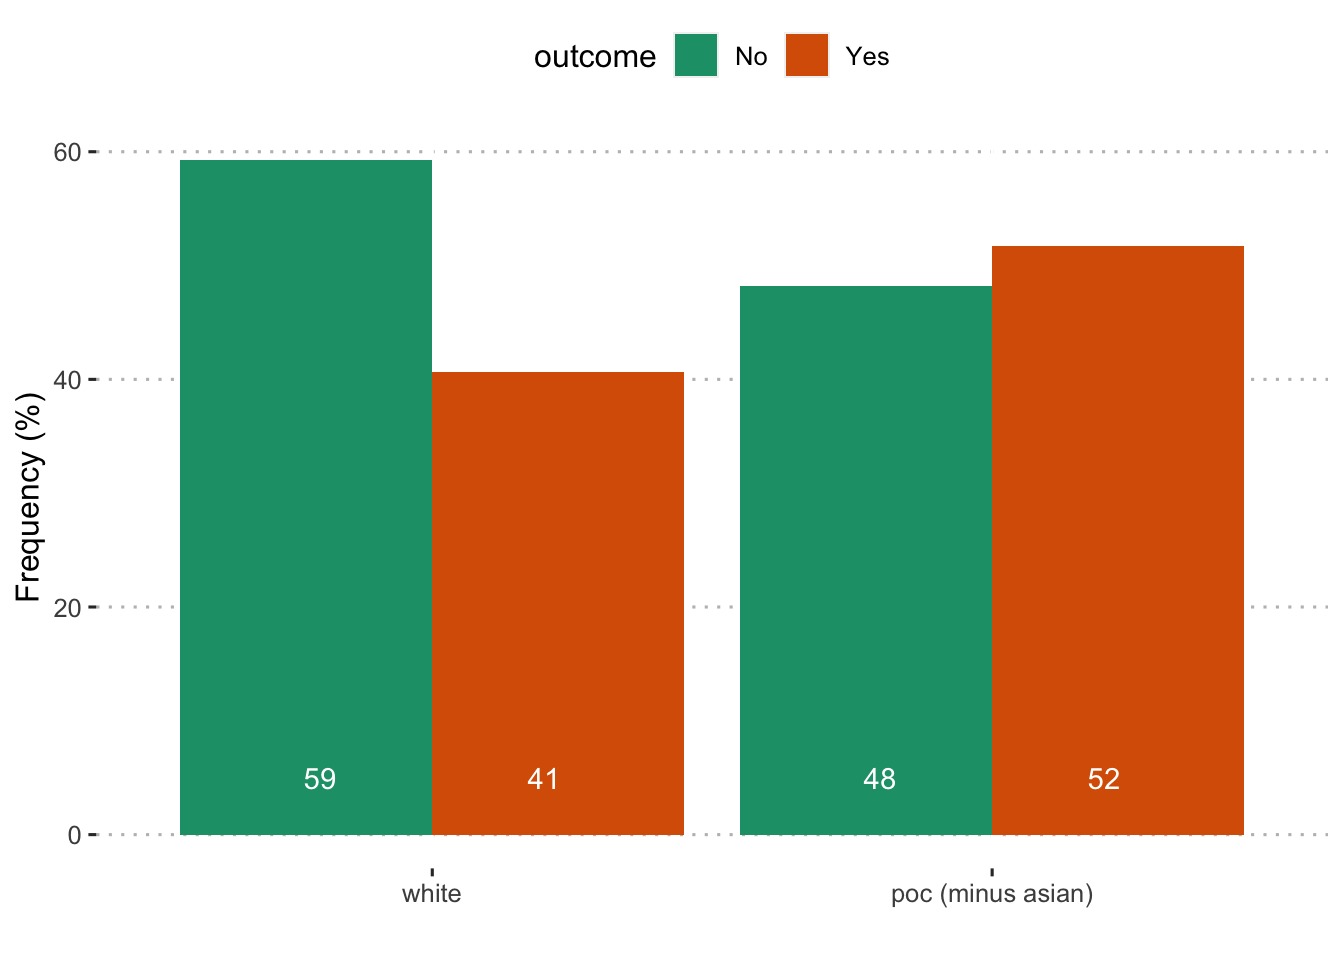 outcome No Yes
60
40
20
0
Frequency (%)
59 41 48 52
white poc (minus asian)